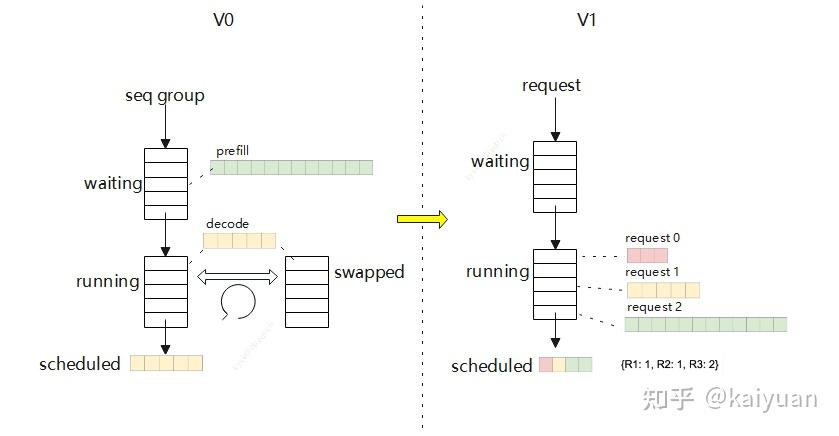 V0
V1
seq group
request
prefill
waiting
waiting
decode
request 0
running
swapped
running
request 1
request 2
scheduled
scheduled
{R1: 1, R2: 1, R3: 2}
知乎 @kaiyuan